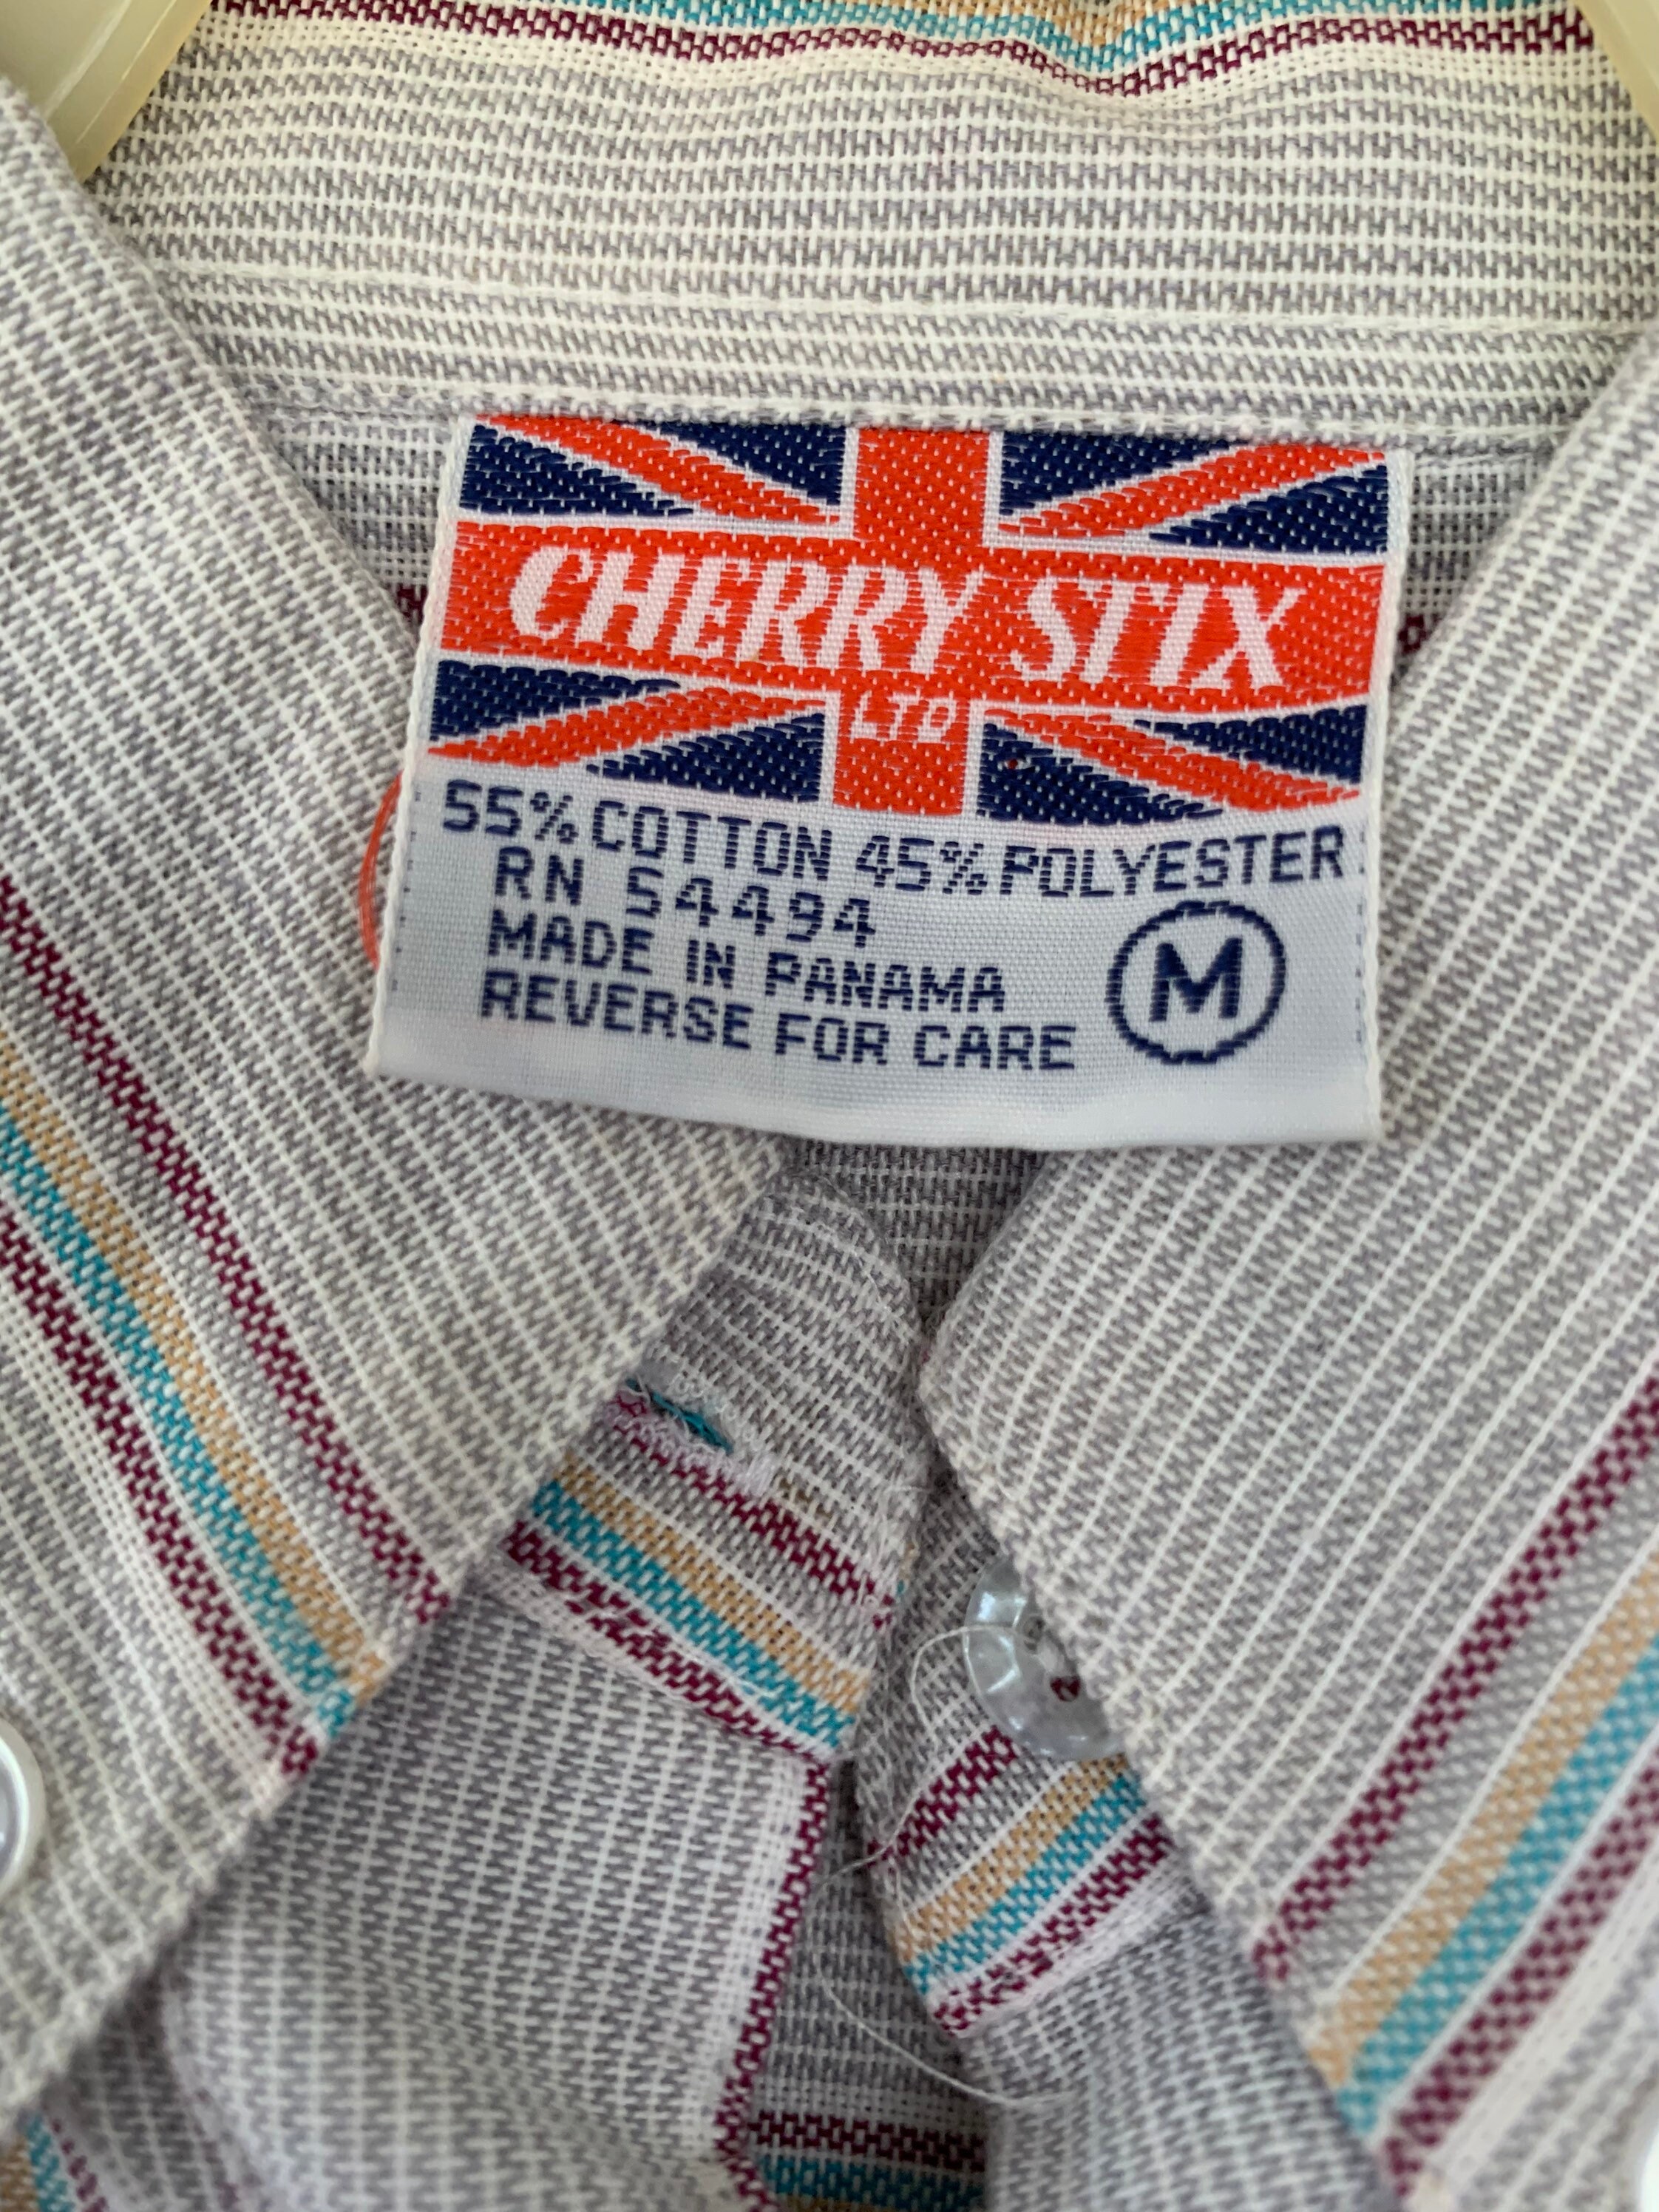 CHERRY STIX
LTD
55% COTTON 45% POLYESTER
RN 54494
MADE IN PANAMA
REVERSE FOR CARE
M